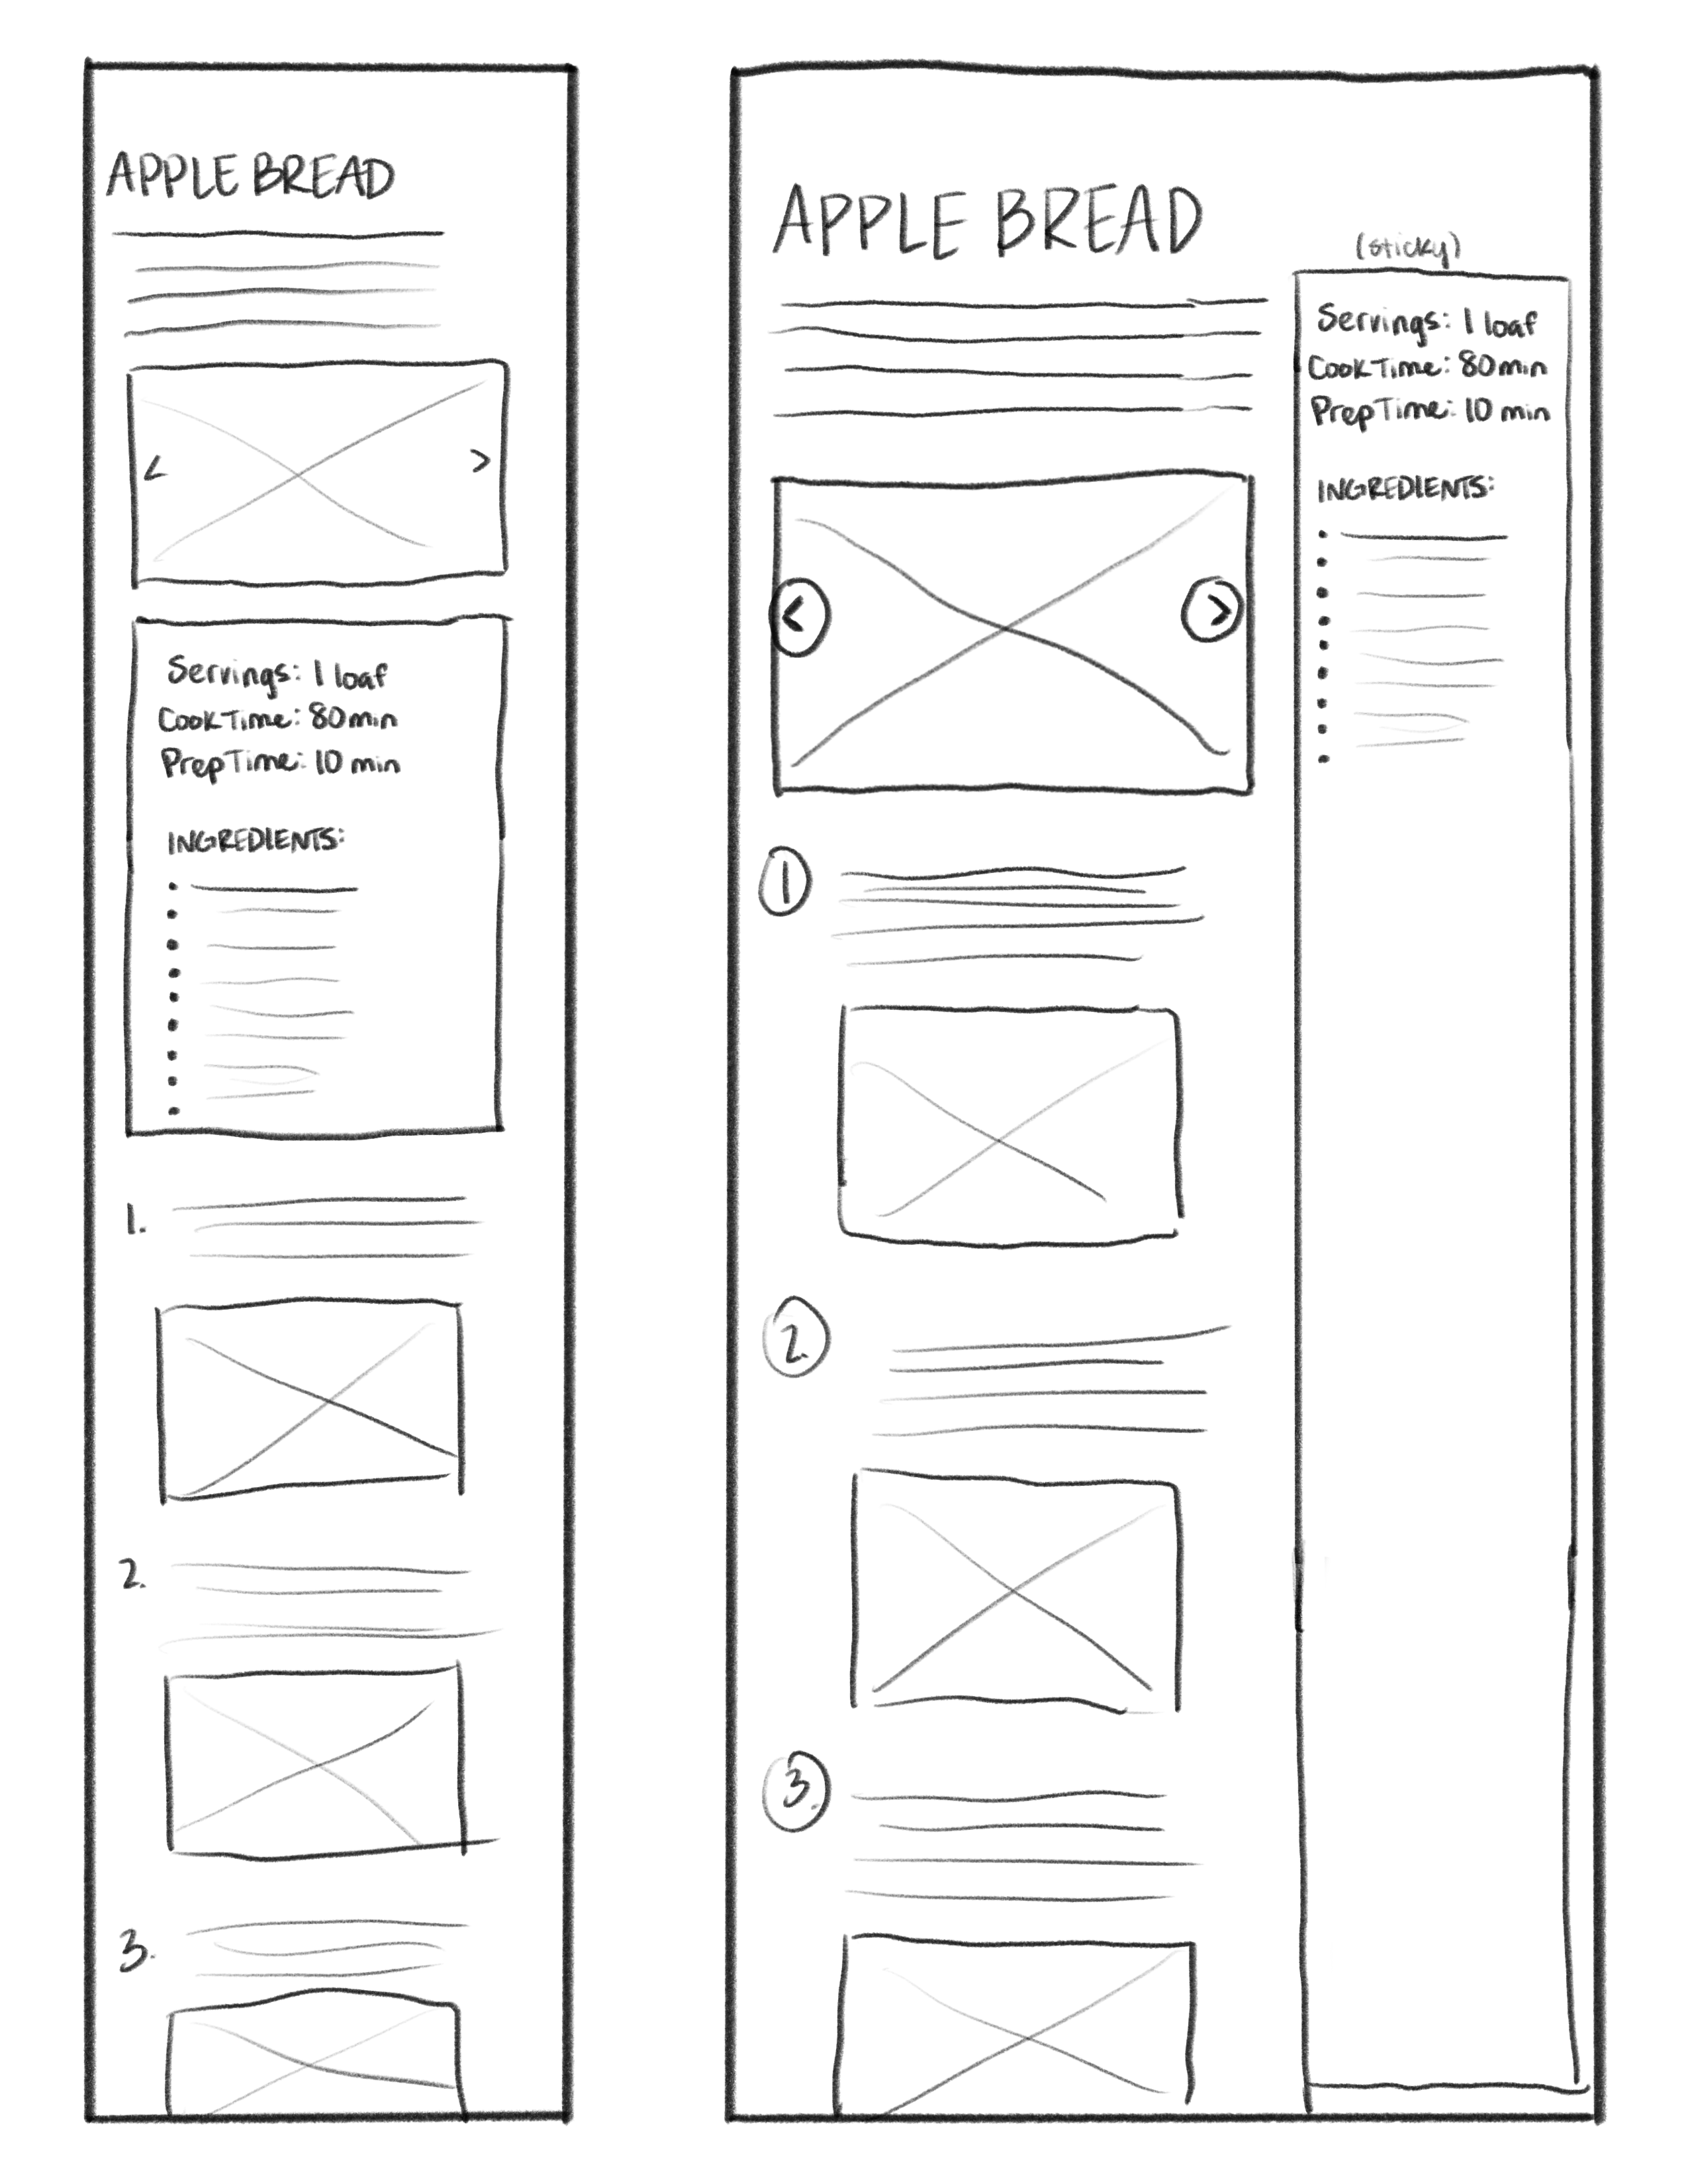 APPLE BREAD
<
>
Servings: 1 loaf
Cook Time: 80 min
Prep Time: 10 min
INGREDIENTS:
1.
2.
3.
APPLE BREAD
(sticky)
Servings: 1 loaf
Cook Time: 80 min
Prep Time: 10 min
INGREDIENTS:
<
>
1
2.
3.